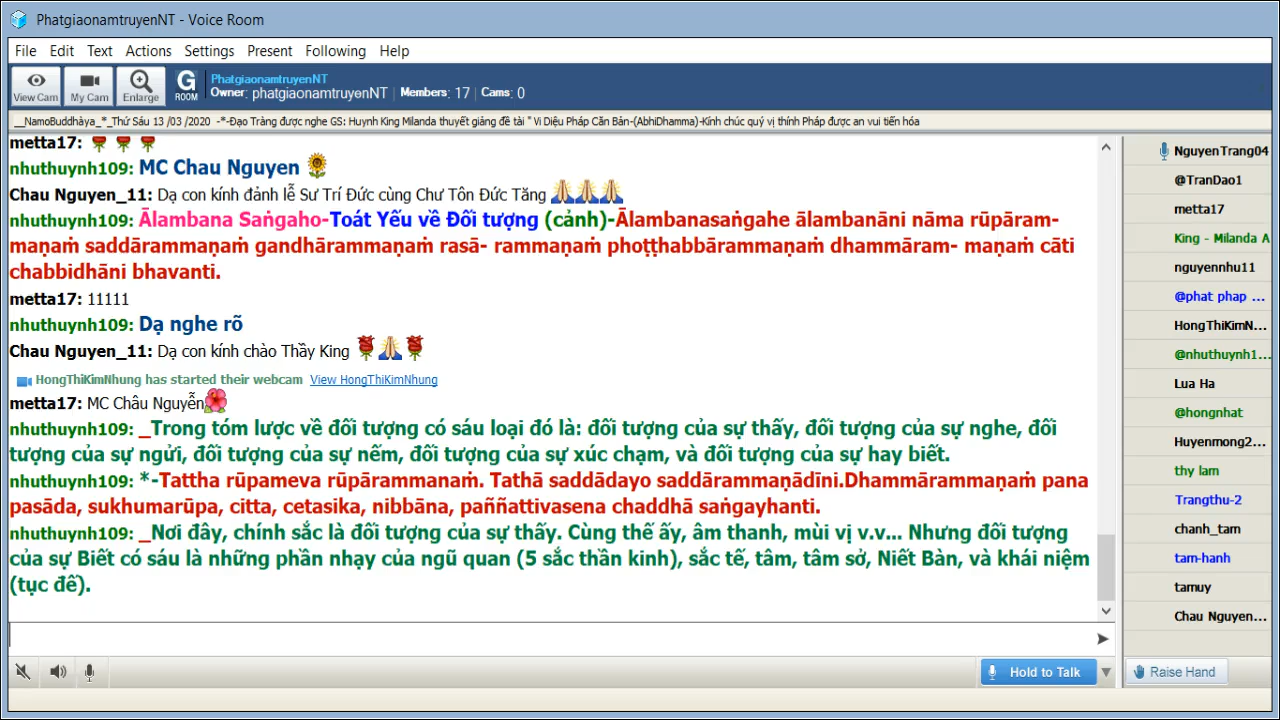 PhatgiaonamtruyenNT - Voice Room
File Edit Text Actions Settings Present Following Help
View Cam My Cam Enlarge G ROOM
PhatgiaonamtruyenNT
Owner: phatgiaonamtruyenNT Members: 17 Cams: 0
__NamoBuddhàya_*_Thứ Sáu 13 /03 /2020 -*-Đạo Tràng được nghe GS: Huynh King Milanda thuyết giảng đề tài " Vi Diệu Pháp Căn Bản-(AbhiDhamma)-Kính chúc quý vị thính Pháp được an vui tiến hóa
metta17:
nhuthuynh109: MC Chau Nguyen
Chau Nguyen_11: Dạ con kính đảnh lễ Sư Trí Đức cùng Chư Tôn Đức Tăng
nhuthuynh109: Ālambana Saṅgaho-Toát Yếu về Đối tượng (cảnh)-Ālambanasaṅgahe ālambanāni nāma rūpāram-
maṇaṁ saddārammaṇaṁ gandhārammaṇaṁ rasā- rammaṇaṁ phoṭṭhabbārammaṇaṁ dhammāram- maṇaṁ cāti
chabbidhāni bhavanti.
metta17: 11111
nhuthuynh109: Dạ nghe rõ
Chau Nguyen_11: Dạ con kính chào Thầy King
HongThiKimNhung has started their webcam View HongThiKimNhung
metta17: MC Châu Nguyễn
nhuthuynh109: _Trong tóm lược về đối tượng có sáu loại đó là: đối tượng của sự thấy, đối tượng của sự nghe, đối
tượng của sự ngửi, đối tượng của sự nếm, đối tượng của sự xúc chạm, và đối tượng của sự hay biết.
nhuthuynh109: *-Tattha rūpameva rūpārammanaṁ. Tathā saddādayo saddārammaṇādīni.Dhammārammaṇaṁ pana
pasāda, sukhumarūpa, citta, cetasika, nibbāna, paññattivasena chaddhā saṅgayhanti.
nhuthuynh109: _Nơi đây, chính sắc là đối tượng của sự thấy. Cùng thế ấy, âm thanh, mùi vị v.v... Nhưng đối tượng
của sự Biết có sáu là những phần nhạy của ngũ quan (5 sắc thần kinh), sắc tế, tâm, tâm sở, Niết Bàn, và khái niệm
(tục đế).
NguyenTrang04
@TranDao1
metta17
King - Milanda A
nguyennhu11
@phat phap ...
HongThiKimN...
@nhuthuynh1...
Lua Ha
@hongnhat
Huyenmong2...
thy lam
Trangthu-2
chanh_tam
tam-hanh
tamuy
Chau Nguyen...
Hold to Talk
Raise Hand